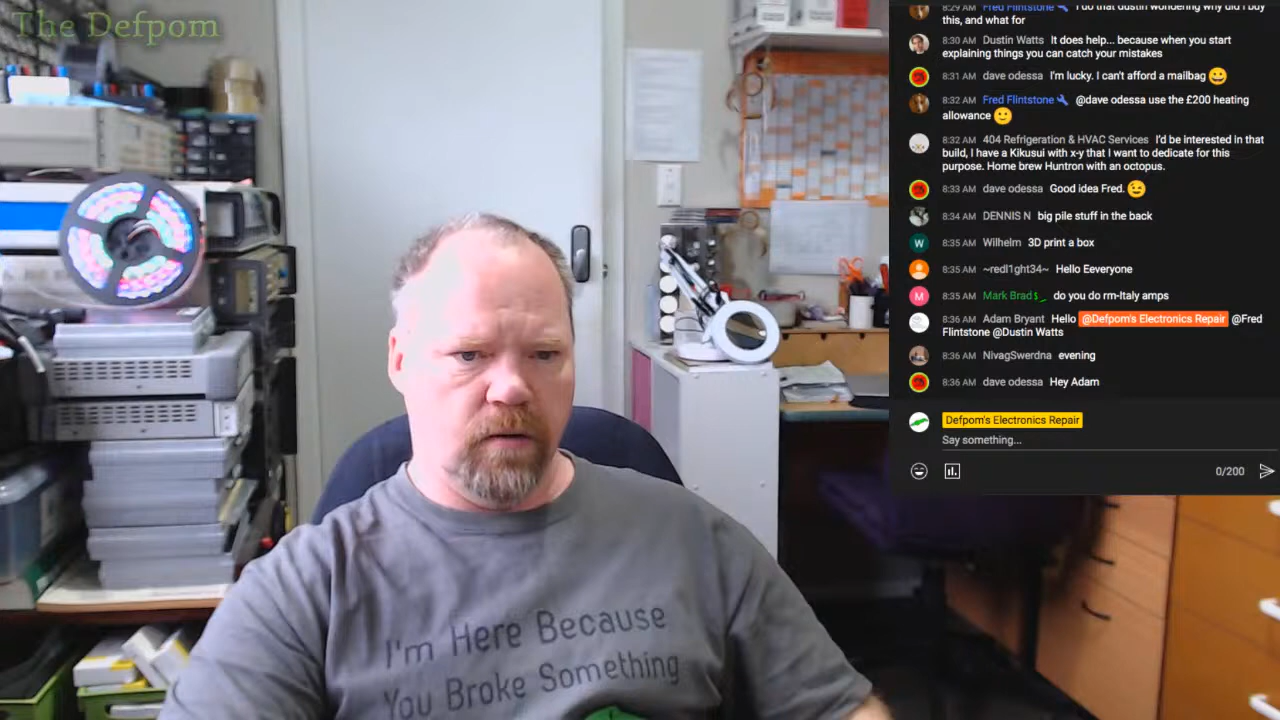 The Defpom
8:29 AM Fred Flintstone I do that dustin wondering why did i buy
this, and what for
8:30 AM Dustin Watts It does help... because when you start
explaining things you can catch your mistakes
8:31 AM dave odessa I'm lucky. I can't afford a mailbag
8:32 AM Fred Flintstone @dave odessa use the £200 heating
allowance
8:32 AM 404 Refrigeration & HVAC Services I'd be interested in that
build, I have a Kikusui with x-y that I want to dedicate for this
purpose. Home brew Huntron with an octopus.
8:33 AM dave odessa Good idea Fred.
8:34 AM DENNIS N big pile stuff in the back
W 8:35 AM Wilhelm 3D print a box
8:35 AM ~redl1ght34~ Hello Eeveryone
M 8:35 AM Mark Brad$_ do you do rm-Italy amps
8:36 AM Adam Bryant Hello @Defpom's Electronics Repair @Fred
Flintstone @Dustin Watts
8:36 AM NivagSwerdna evening
8:36 AM dave odessa Hey Adam
Defpom's Electronics Repair
Say something...
0/200
I'm Here Because
You Broke Something